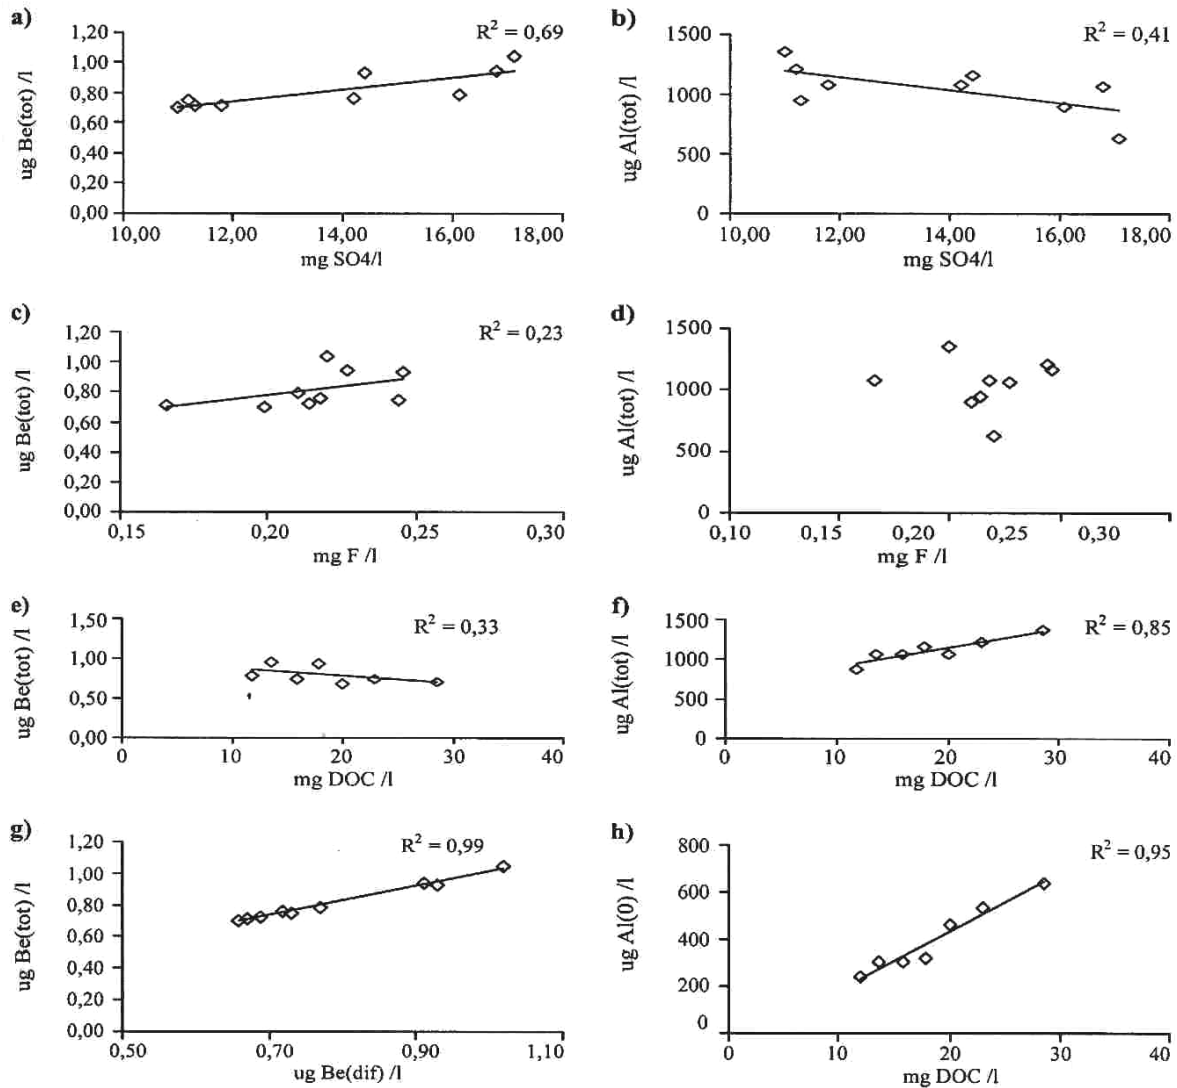 a)
R² = 0,69
1,20
1,00
0,80
0,60
0,40
0,20
0,00
ug Be(tot) /l
10,00 12,00 14,00 16,00 18,00
mg SO4/l
b)
R² = 0,41
1500
1000
500
0
ug Al(tot) /l
10,00 12,00 14,00 16,00 18,00
mg SO4/l
c)
R² = 0,23
1,20
1,00
0,80
0,60
0,40
0,20
0,00
ug Be(tot) /l
0,15 0,20 0,25 0,30
mg F /l
d)
1500
1000
500
0
ug Al(tot) /l
0,10 0,15 0,20 0,25 0,30
mg F /l
e)
R² = 0,33
1,50
1,00
0,50
0,00
ug Be(tot) /l
0 10 20 30 40
mg DOC /l
f)
R² = 0,85
1500
1000
500
0
ug Al(tot) /l
0 10 20 30 40
mg DOC /l
g)
R² = 0,99
1,20
1,00
0,80
0,60
0,40
0,20
0,00
ug Be(tot) /l
0,50 0,70 0,90 1,10
ug Be(dif) /l
h)
R² = 0,95
800
600
400
200
0
ug Al(0) /l
0 10 20 30 40
mg DOC /l